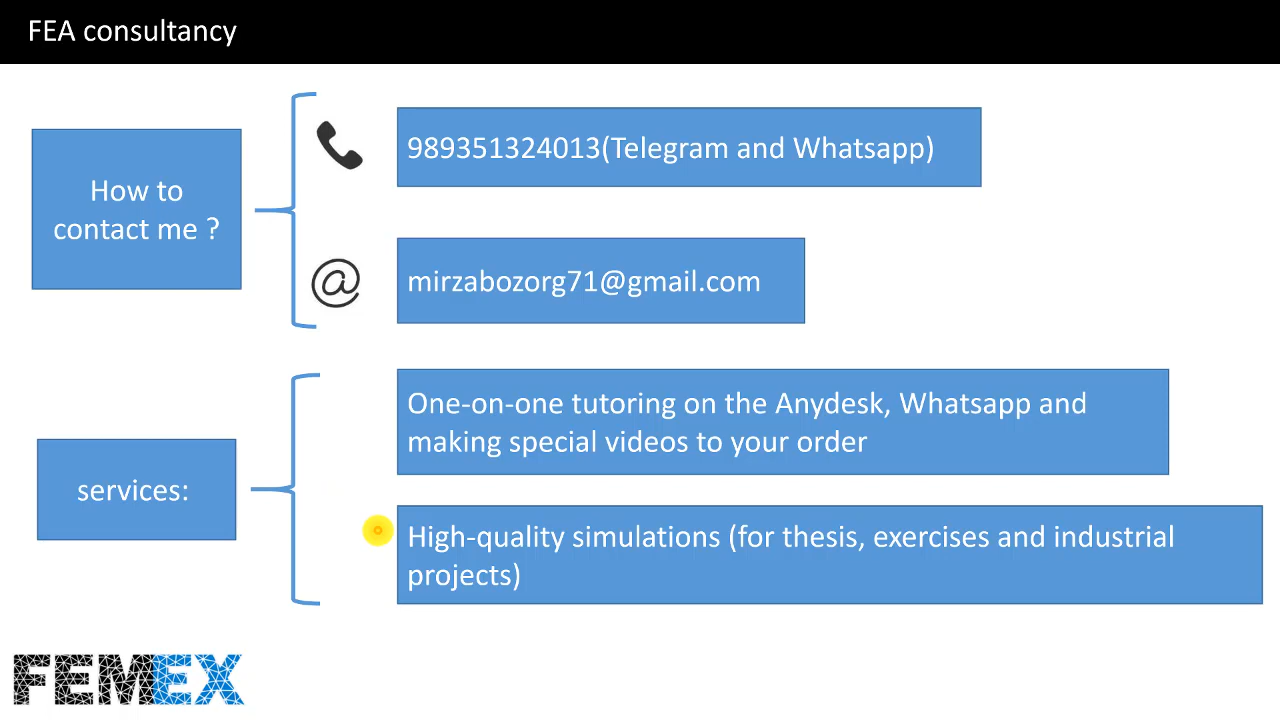 FEA consultancy
How to
contact me ?
989351324013(Telegram and Whatsapp)
@
mirzabozorg71@gmail.com
services:
One-on-one tutoring on the Anydesk, Whatsapp and
making special videos to your order
High-quality simulations (for thesis, exercises and industrial
projects)
FEMEX